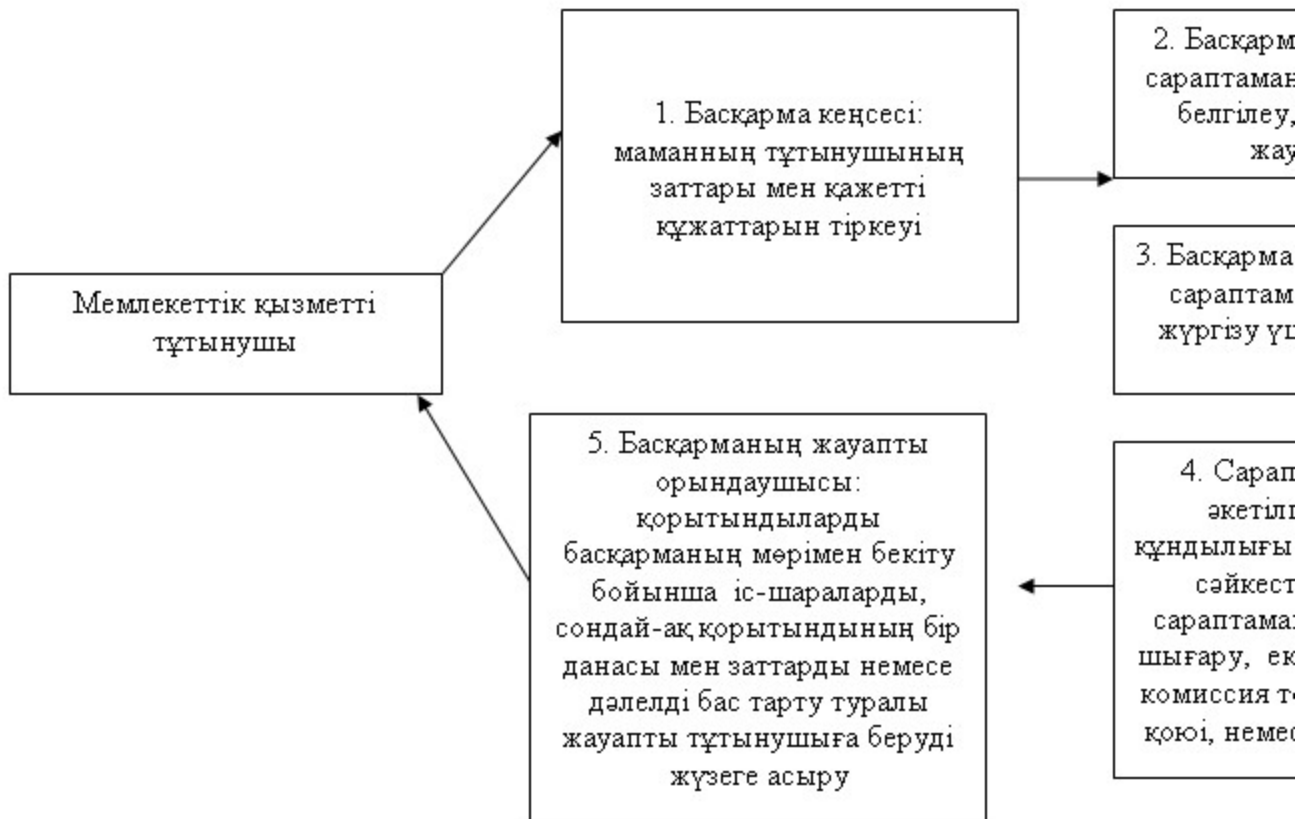 Мемлекеттік қызметті
тұтынушы
1. Басқарма кеңсесі:
маманның тұтынушының
заттары мен қажетті
құжаттарын тіркеуі
2. Басқарм
сараптаман
белгілеу,
жау
3. Басқарма
сараптам
жүргізу үш
4. Сарап
әкетілг
құндылығы
сәйкест
сараптама
шығару, ек
комиссия т
қоюі, немес
5. Басқарманың жауапты
орындаушысы:
қорытындыларды
басқарманың мөрімен бекіту
бойынша іс-шараларды,
сондай-ақ қорытындының бір
данасы мен заттарды немесе
дәлелді бас тарту туралы
жауапты тұтынушыға беруді
жүзеге асыру